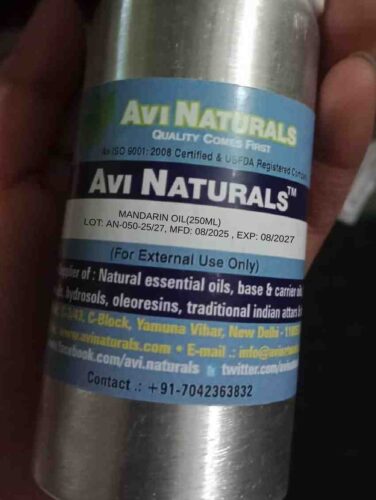 AVI NATURALS
QUALITY COMES FIRST
An ISO 9001: 2008 Certified & USFDA Registered Company
AVI NATURALS™
MANDARIN OIL(250ML)
LOT: AN-050-25/27, MFD: 08/2025 , EXP: 08/2027
(For External Use Only)
of : Natural essential oils, base & carrier
hydrosols, oleoresins, traditional indian attars
C-Block, Yamuna Vihar, New Delhi
www.avinaturals.com • E-mail .:
facebook.com/avi.naturals twitter.com/
Contact .: +91-7042363832